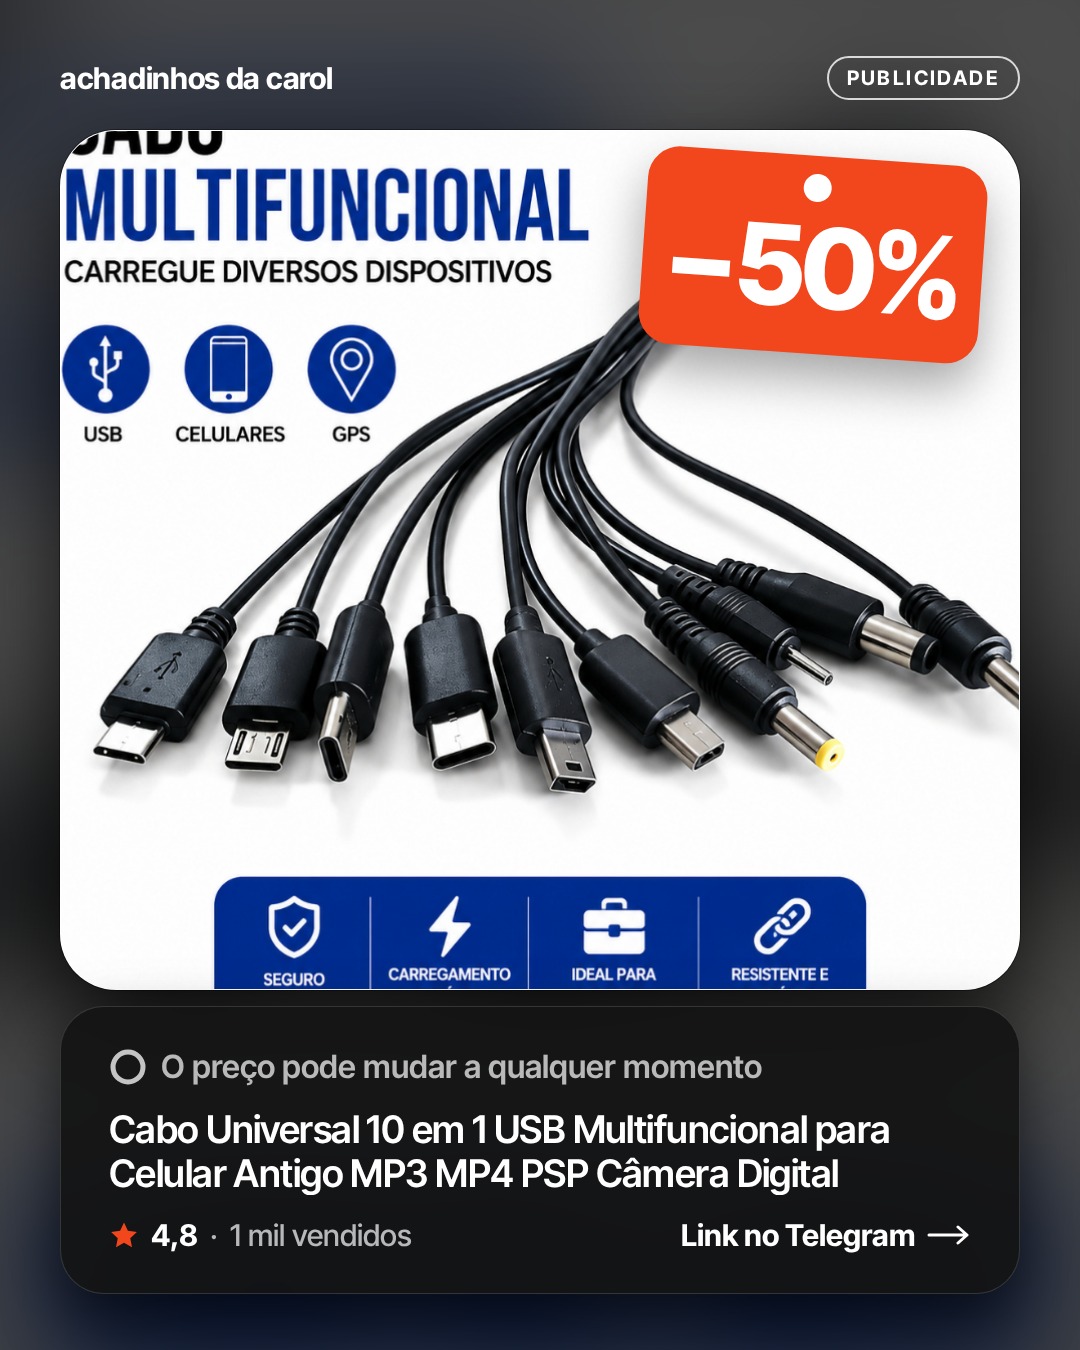 achadinhos da carol
PUBLICIDADE
CABO
MULTIFUNCIONAL
CARREGUE DIVERSOS DISPOSITIVOS
-50%
USB
CELULARES
GPS
SEGURO
CARREGAMENTO
IDEAL PARA
RESISTENTE E
O preço pode mudar a qualquer momento
Cabo Universal 10 em 1 USB Multifuncional para
Celular Antigo MP3 MP4 PSP Câmera Digital
4,8 · 1 mil vendidos
Link no Telegram →